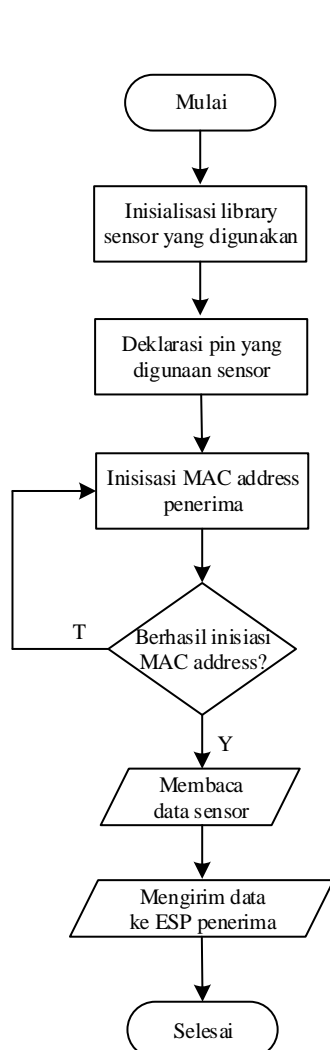 Mulai
Inisialisasi library
sensor yang digunakan
Deklarasi pin yang
digunaan sensor
Inisisasi MAC address
penerima
T
Berhasil inisiasi
MAC address?
Y
Membaca
data sensor
Mengirim data
ke ESP penerima
Selesai